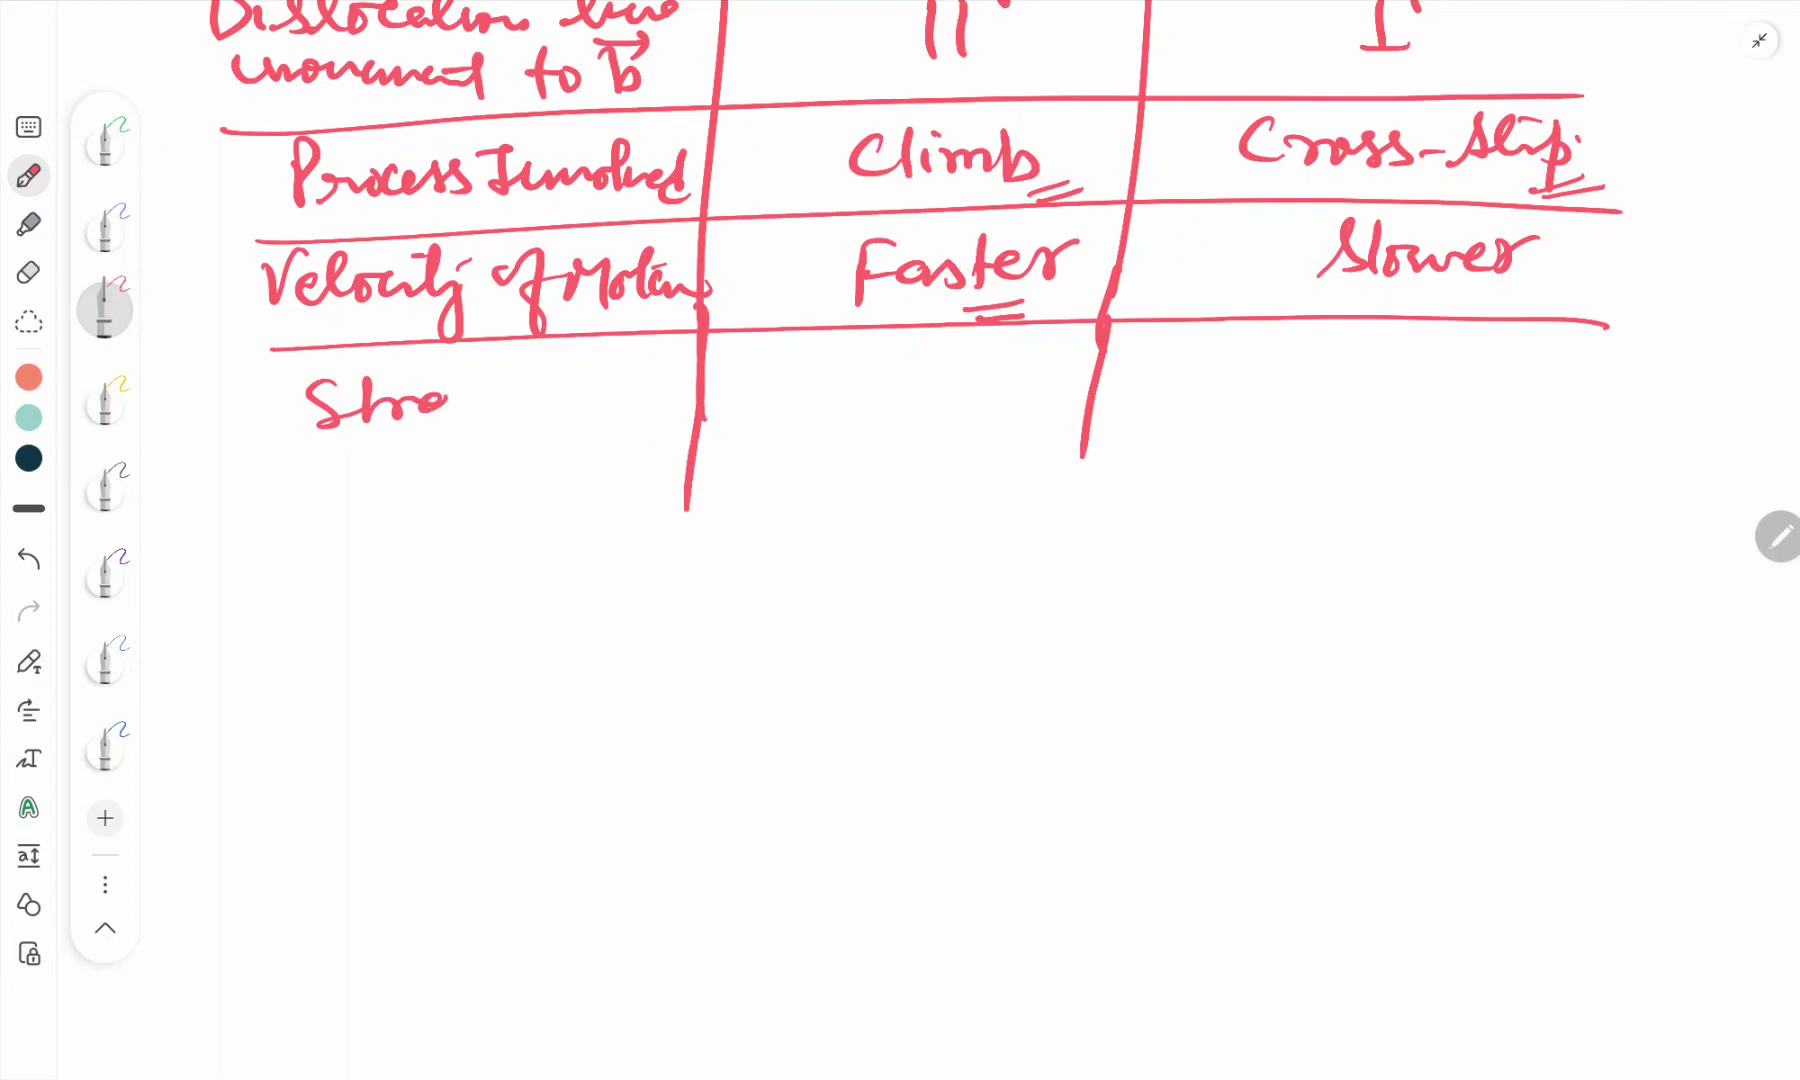 Dislocation line || ⊥
movement to b
Process Involved Climb Cross-slip
Velocity of Motion Faster Slower
Stre